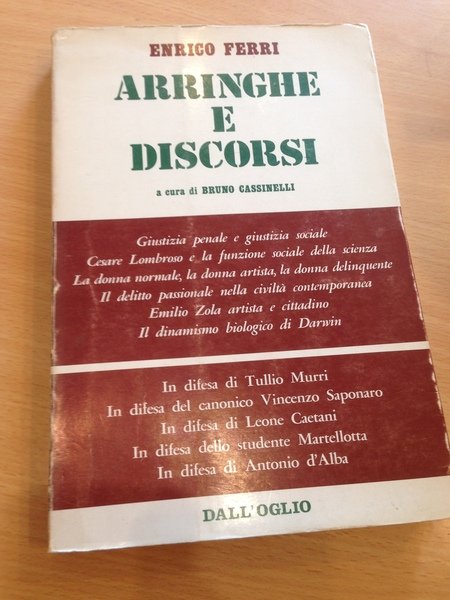 ENRICO FERRI
ARRINGHE
E
DISCORSI
a cura di BRUNO CASSINELLI
Giustizia penale e giustizia sociale
Cesare Lombroso e la funzione sociale della scienza
La donna normale, la donna artista, la donna delinquente
Il delitto passionale nella civiltà contemporanea
Emilio Zola artista e cittadino
Il dinamismo biologico di Darwin
In difesa di Tullio Murri
In difesa del canonico Vincenzo Saponaro
In difesa di Leone Caetani
In difesa dello studente Martellotta
In difesa di Antonio d'Alba
DALL'OGLIO